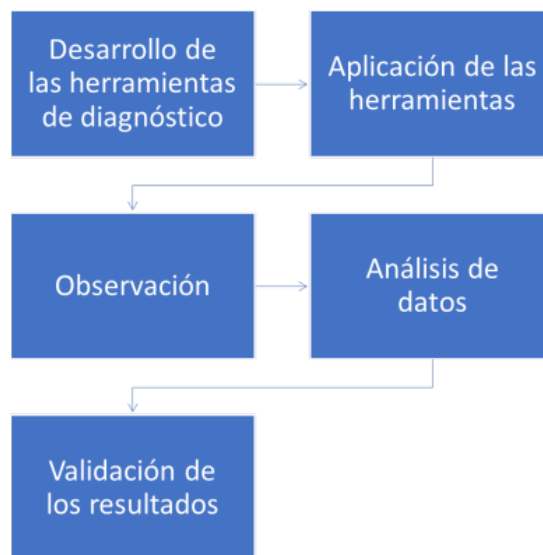 Desarrollo de
las herramientas
de diagnóstico
Aplicación de las
herramientas
Observación
Análisis de
datos
Validación de
los resultados